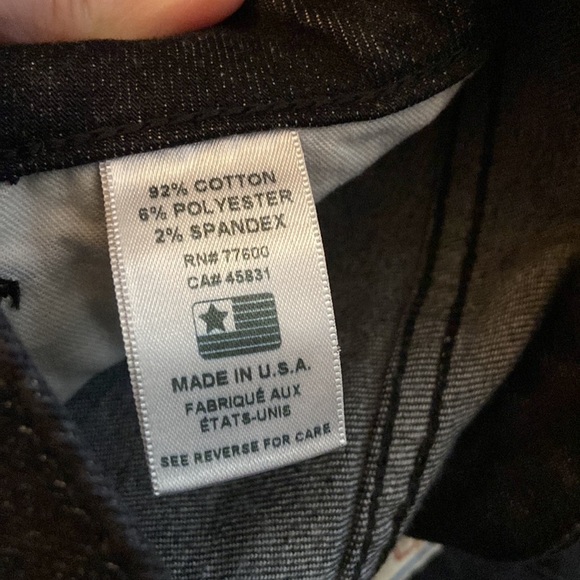 92% COTTON
6% POLYESTER
2% SPANDEX
RN# 77600
CA# 45831
MADE IN U.S.A.
FABRIQUÉ AUX
ÉTATS-UNIS
SEE REVERSE FOR CARE